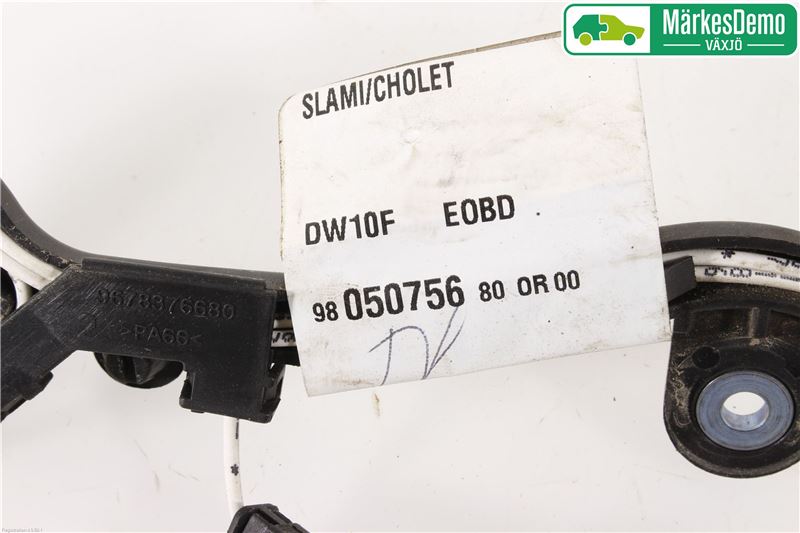 MärkesDemo
VÄXJÖ
SLAMI/CHOLET
DW10F EOBD
98 050756 80 OR 00
9678376680
>PA66<